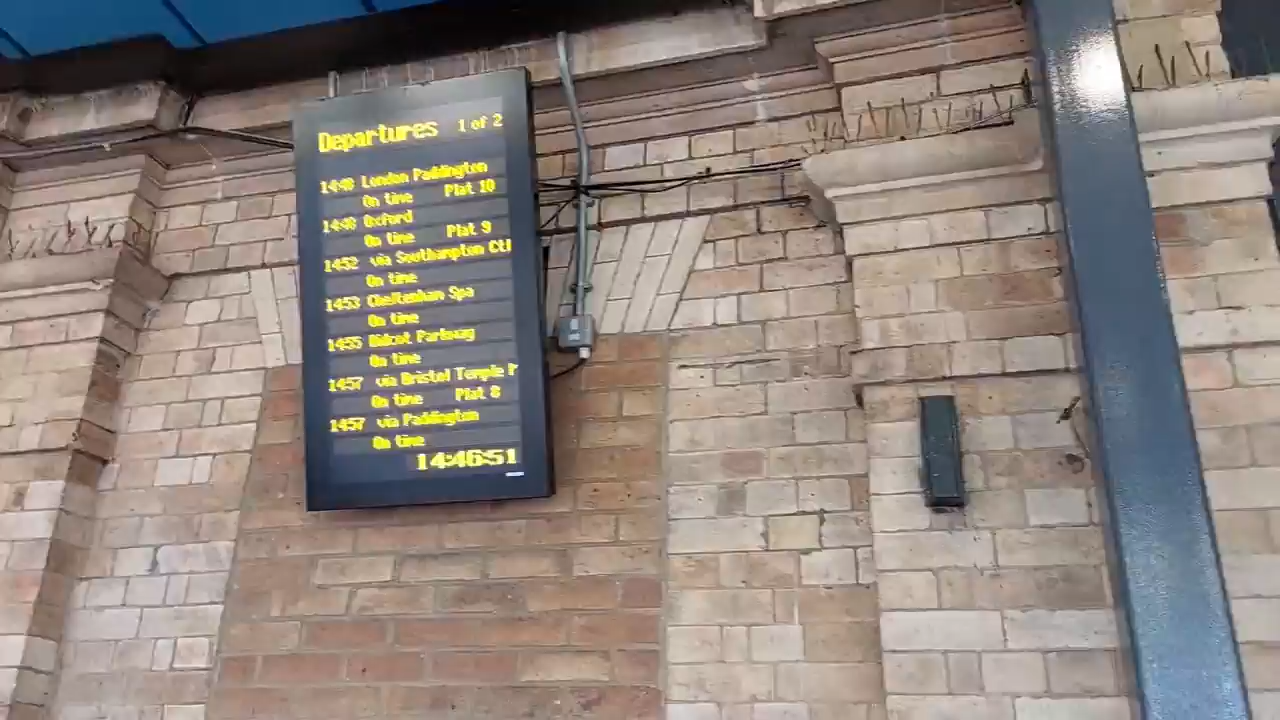 Departures 1 of 2
1448 London Paddington
On time Plat 10
1448 Oxford
On time Plat 9
1452 via Southampton Ctl
On time
1453 Cheltenham Spa
On time
1455 Didcot Parkway
On time
1457 via Bristol Temple
On time Plat 8
1457 via Paddington
On time
14:46:51